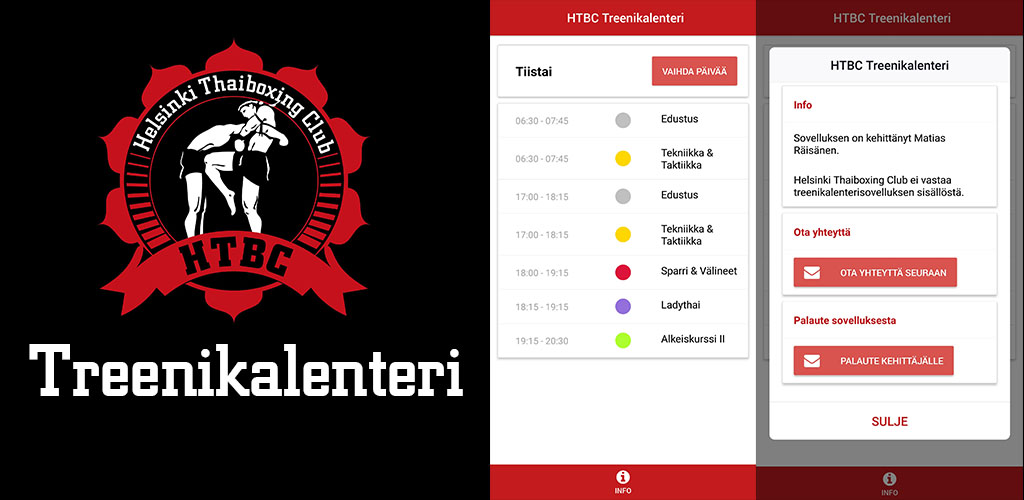 Helsinki Thaiboxing Club
HTBC
Treenikalenteri
HTBC Treenikalenteri
Tiistai
VAIHDA PÄIVÄÄ
06:30 - 07:45 Edustus
06:30 - 07:45 Tekniikka &
Taktiikka
17:00 - 18:15 Edustus
17:00 - 18:15 Tekniikka &
Taktiikka
18:00 - 19:15 Sparri & Välineet
18:15 - 19:15 Ladythai
19:15 - 20:30 Alkeiskurssi II
INFO
HTBC Treenikalenteri
HTBC Treenikalenteri
Info
Sovelluksen on kehittänyt Matias
Räisänen.
Helsinki Thaiboxing Club ei vastaa
treenikalenterisovelluksen sisällöstä.
Ota yhteyttä
OTA YHTEYTTÄ SEURAAN
Palaute sovelluksesta
PALAUTE KEHITTÄJÄLLE
SULJE
INFO